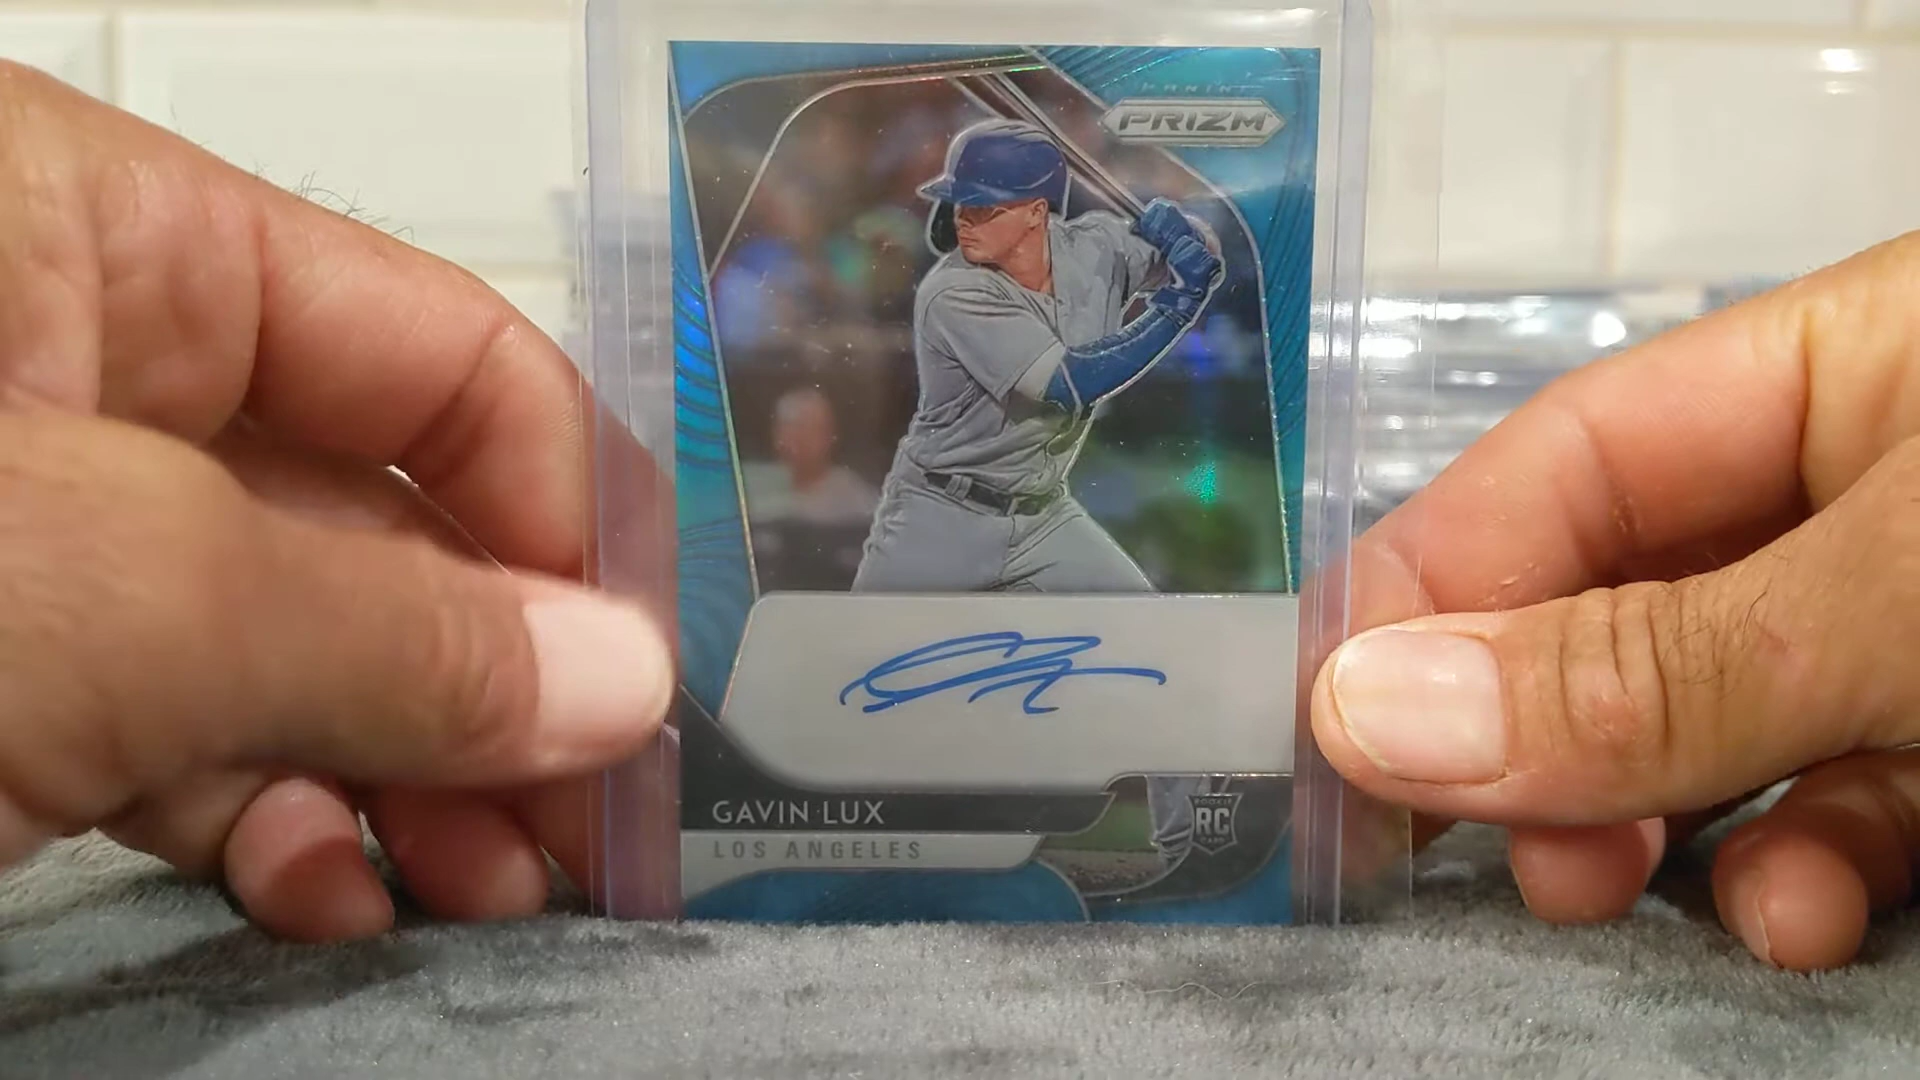 PANINI
PRIZM
GAVIN LUX
LOS ANGELES
ROOKIE
RC
CARD